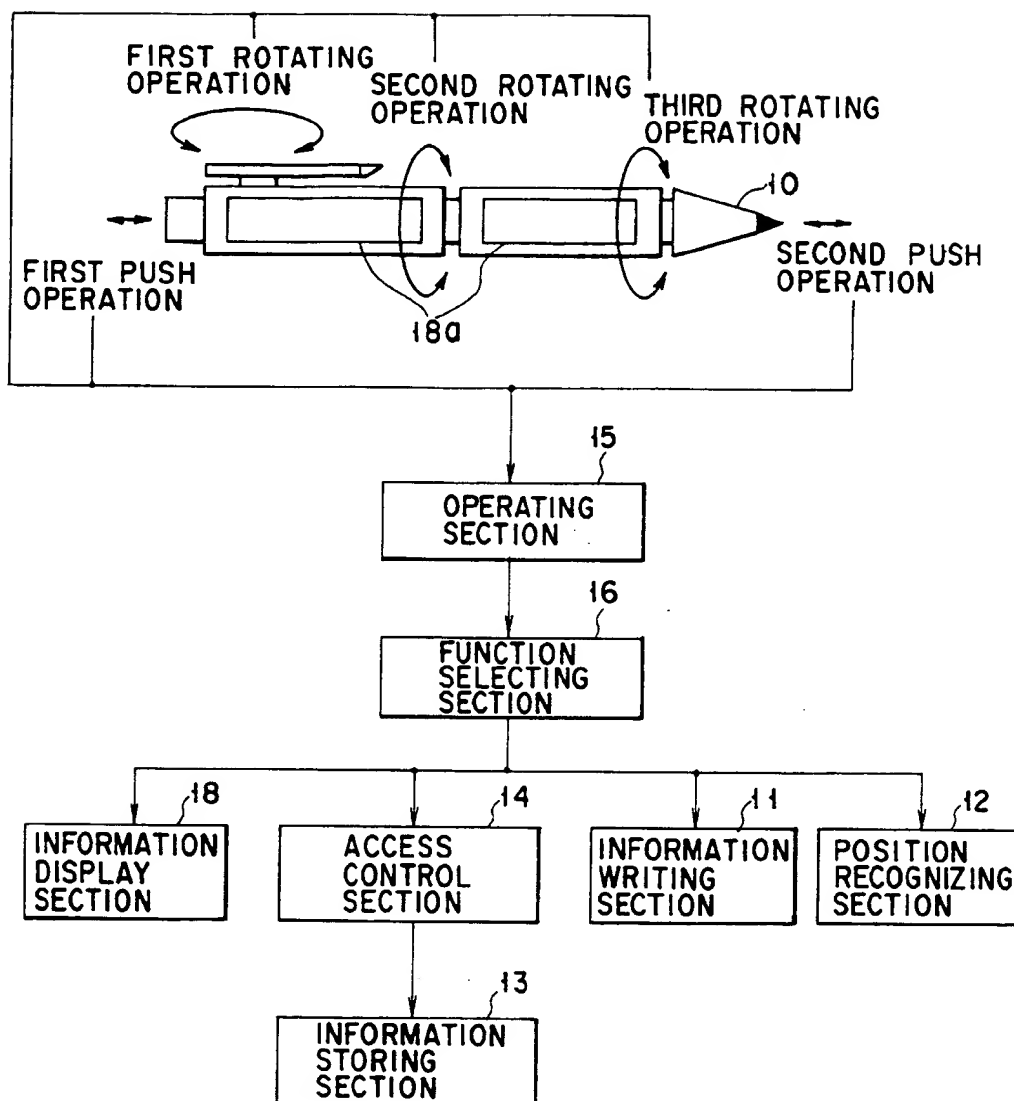 FIRST ROTATING
OPERATION
SECOND ROTATING
OPERATION
THIRD ROTATING
OPERATION
10
FIRST PUSH
OPERATION
18a
SECOND PUSH
OPERATION
15
OPERATING
SECTION
16
FUNCTION
SELECTING
SECTION
18
INFORMATION
DISPLAY
SECTION
14
ACCESS
CONTROL
SECTION
11
INFORMATION
WRITING
SECTION
12
POSITION
RECOGNIZING
SECTION
13
INFORMATION
STORING
SECTION